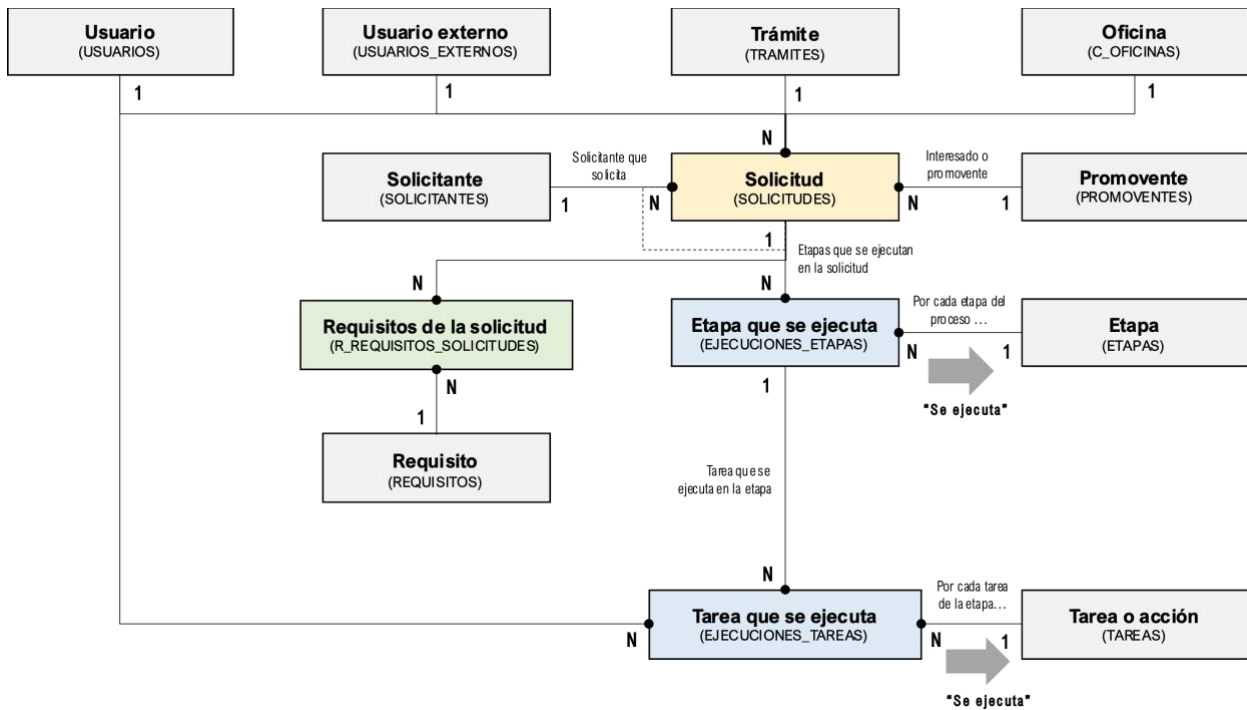 Usuario
(USUARIOS)
Usuario externo
(USUARIOS_EXTERNOS)
Trámite
(TRAMITES)
Oficina
(C_OFICINAS)
1
1
1
1
N
Solicitante
(SOLICITANTES)
1
Solicitante que
solicita
N
Solicitud
(SOLICITUDES)
Interesado o
promovente
N
1
Promovente
(PROMOVENTES)
1
Etapas que se ejecutan
en la solicitud
N
N
Requisitos de la solicitud
(R_REQUISITOS_SOLICITUDES)
N
1
Requisito
(REQUISITOS)
Etapa que se ejecuta
(EJECUCIONES_ETAPAS)
Por cada etapa del
proceso ...
N
1
"Se ejecuta"
Etapa
(ETAPAS)
1
Tarea que se
ejecuta en la etapa
N
N
Tarea que se ejecuta
(EJECUCIONES_TAREAS)
Por cada tarea
de la etapa...
N
1
"Se ejecuta"
Tarea o acción
(TAREAS)